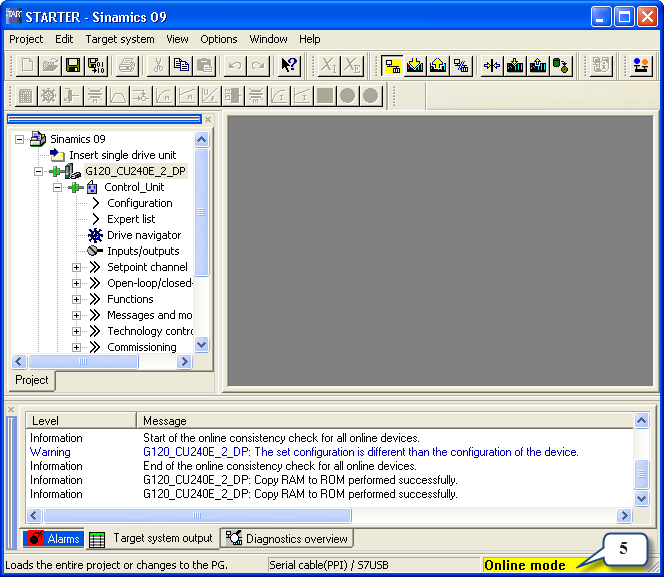 STARTER - Sinamics 09
Project Edit Target system View Options Window Help
Sinamics 09
Insert single drive unit
G120_CU240E_2_DP
Control_Unit
Configuration
Expert list
Drive navigator
Inputs/outputs
Setpoint channel
Open-loop/closed-
Functions
Messages and mo
Technology contro
Commissioning
Project
Level Message
Information Start of the online consistency check for all online devices.
Warning G120_CU240E_2_DP: The set configuration is different than the configuration of the device.
Information End of the online consistency check for all online devices.
Information G120_CU240E_2_DP: Copy RAM to ROM performed successfully.
Information G120_CU240E_2_DP: Copy RAM to ROM performed successfully.
Alarms Target system output Diagnostics overview
5
Loads the entire project or changes to the PG. Serial cable(PPI) / S7USB Online mode